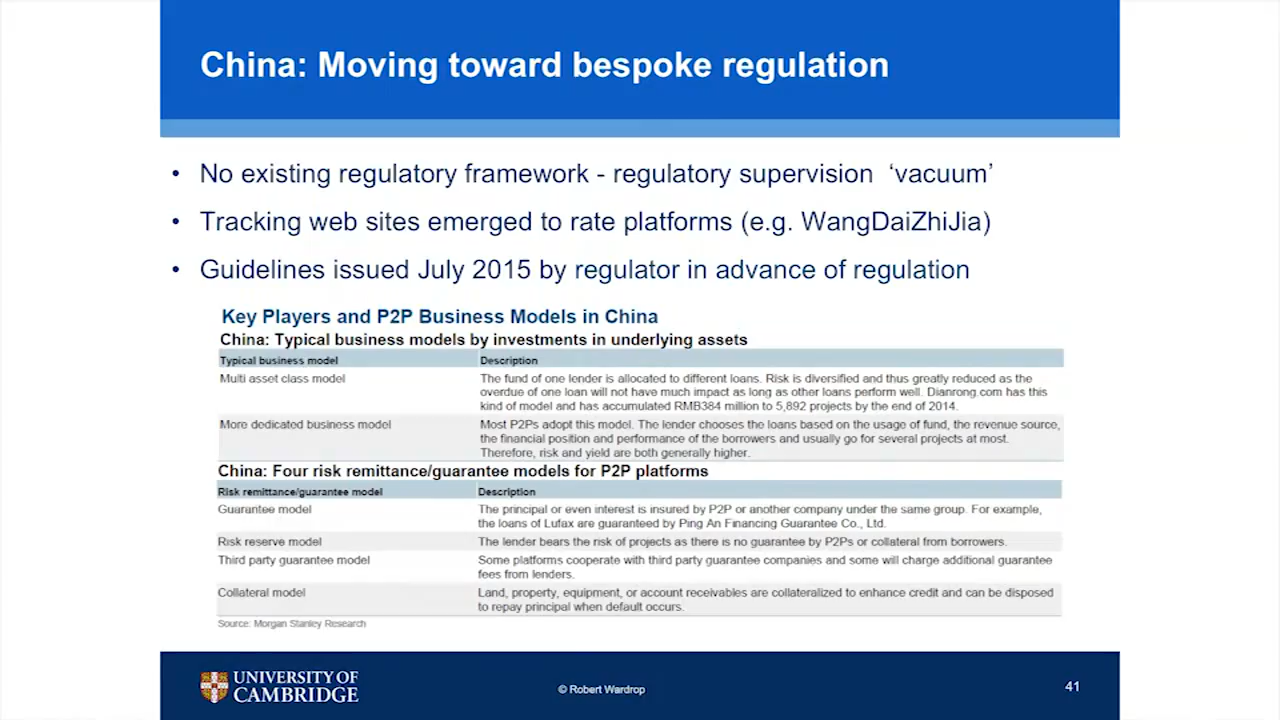 China: Moving toward bespoke regulation
• No existing regulatory framework - regulatory supervision ‘vacuum’
• Tracking web sites emerged to rate platforms (e.g. WangDaiZhiJia)
• Guidelines issued July 2015 by regulator in advance of regulation
Key Players and P2P Business Models in China
China: Typical business models by investments in underlying assets
Typical business model Description
Multi asset class model The fund of one lender is allocated to different loans. Risk is diversified and thus greatly reduced as the
overdue of one loan will not have much impact as long as other loans perform well. Dianrong.com has this
kind of model and has accumulated RMB384 million to 5,892 projects by the end of 2014.
More dedicated business model Most P2Ps adopt this model. The lender chooses the loans based on the usage of fund, the revenue source,
the financial position and performance of the borrowers and usually go for several projects at most.
Therefore, risk and yield are both generally higher.
China: Four risk remittance/guarantee models for P2P platforms
Risk remittance/guarantee model Description
Guarantee model The principal or even interest is insured by P2P or another company under the same group. For example,
the loans of Lufax are guaranteed by Ping An Financing Guarantee Co., Ltd.
Risk reserve model The lender bears the risk of projects as there is no guarantee by P2Ps or collateral from borrowers.
Third party guarantee model Some platforms cooperate with third party guarantee companies and some will charge additional guarantee
fees from lenders.
Collateral model Land, property, equipment, or account receivables are collateralized to enhance credit and can be disposed
to repay principal when default occurs.
Source: Morgan Stanley Research
UNIVERSITY OF
CAMBRIDGE
© Robert Wardrop
41